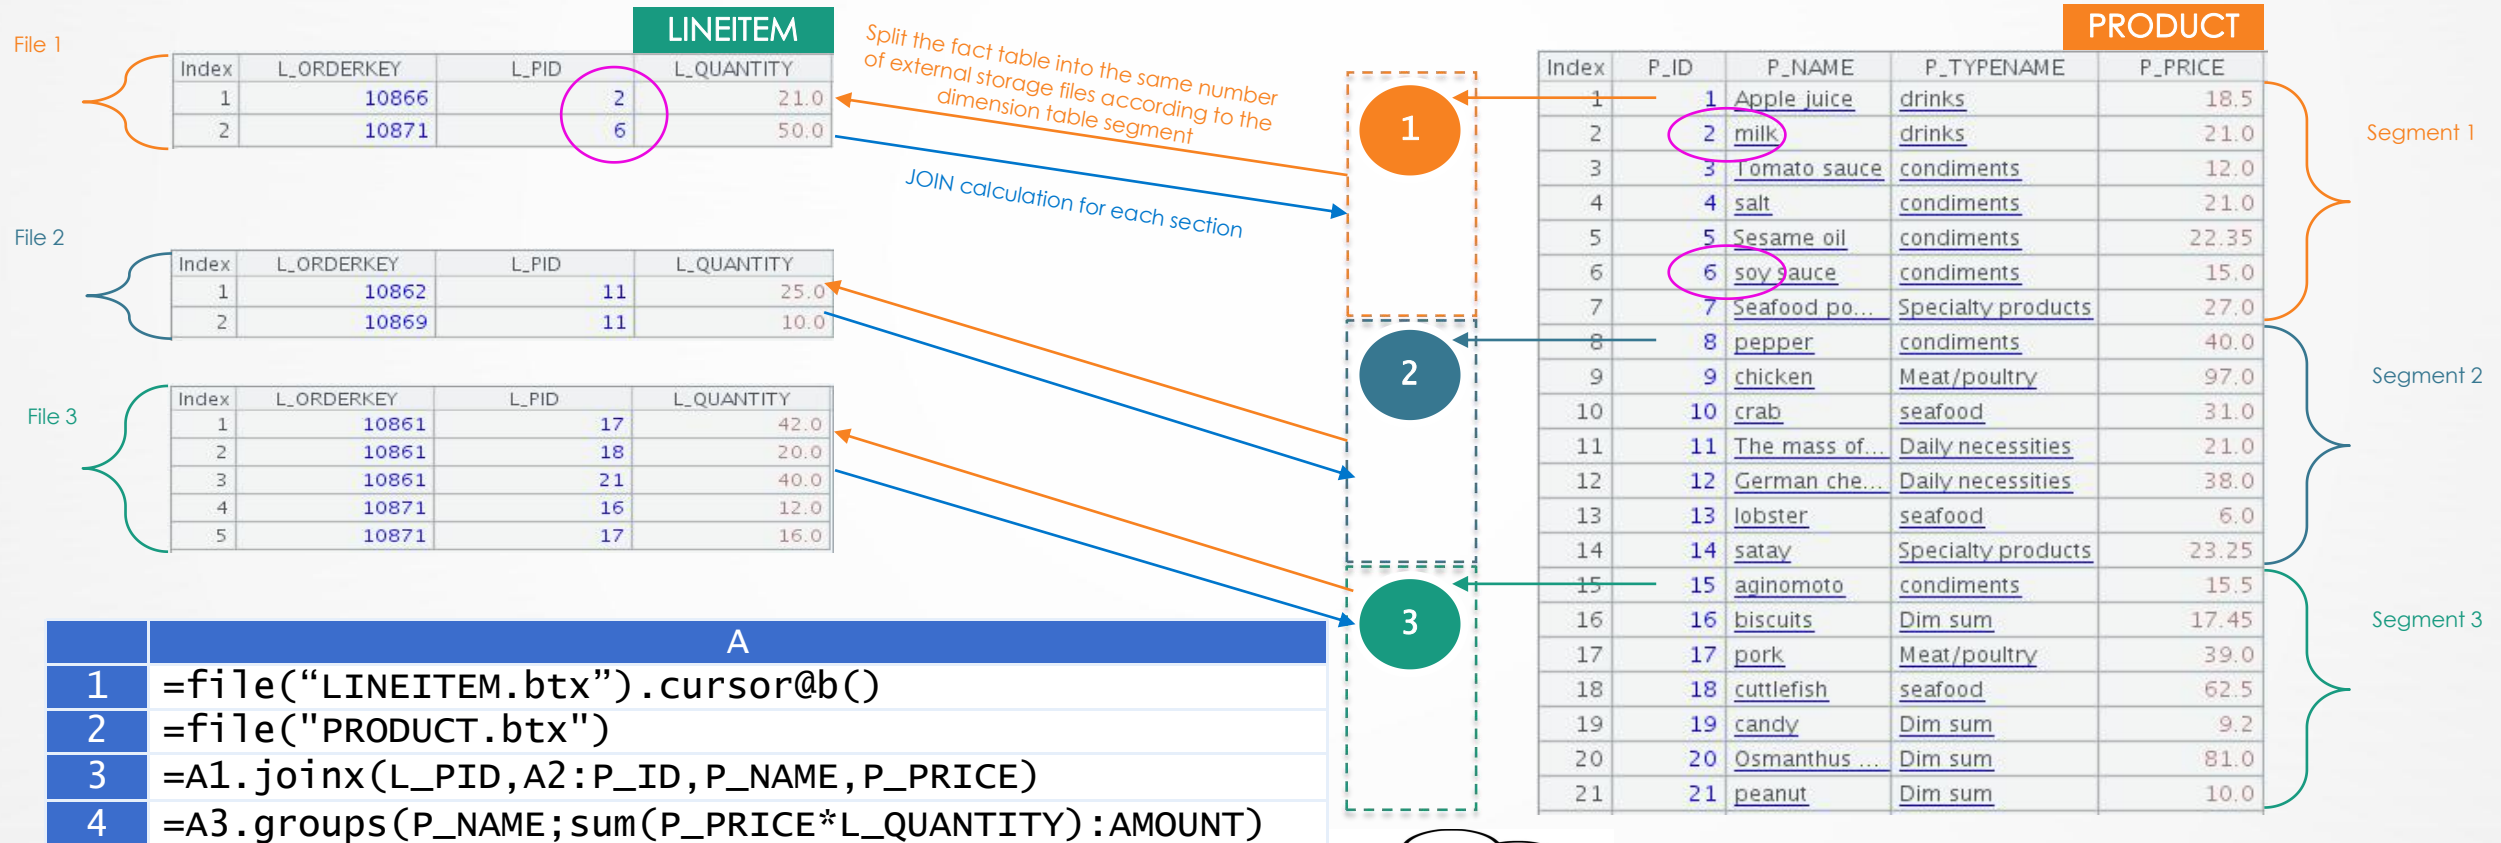 LINEITEM
PRODUCT
File 1
Index L_ORDERKEY L_PID L_QUANTITY
1 10866 2 21.0
2 10871 6 50.0
File 2
Index L_ORDERKEY L_PID L_QUANTITY
1 10862 11 25.0
2 10869 11 10.0
File 3
Index L_ORDERKEY L_PID L_QUANTITY
1 10861 17 42.0
2 10861 18 20.0
3 10861 21 40.0
4 10871 16 12.0
5 10871 17 16.0
Split the fact table into the same number
of external storage files according to the
dimension table segment
JOIN calculation for each section
1
2
3
Index P_ID P_NAME P_TYPENAME P_PRICE
1 1 Apple juice drinks 18.5
2 2 milk drinks 21.0
3 3 Tomato sauce condiments 12.0
4 4 salt condiments 21.0
5 5 Sesame oil condiments 22.35
6 6 soy sauce condiments 15.0
7 7 Seafood po... Specialty products 27.0
8 8 pepper condiments 40.0
9 9 chicken Meat/poultry 97.0
10 10 crab seafood 31.0
11 11 The mass of... Daily necessities 21.0
12 12 German che... Daily necessities 38.0
13 13 lobster seafood 6.0
14 14 satay Specialty products 23.25
15 15 aginomoto condiments 15.5
16 16 biscuits Dim sum 17.45
17 17 pork Meat/poultry 39.0
18 18 cuttlefish seafood 62.5
19 19 candy Dim sum 9.2
20 20 Osmanthus ... Dim sum 81.0
21 21 peanut Dim sum 10.0
Segment 1
Segment 2
Segment 3
A
1 =file(“LINEITEM.btx”).cursor@b()
2 =file("PRODUCT.btx")
3 =A1.joinx(L_PID,A2:P_ID,P_NAME,P_PRICE)
4 =A3.groups(P_NAME;sum(P_PRICE*L_QUANTITY):AMOUNT)